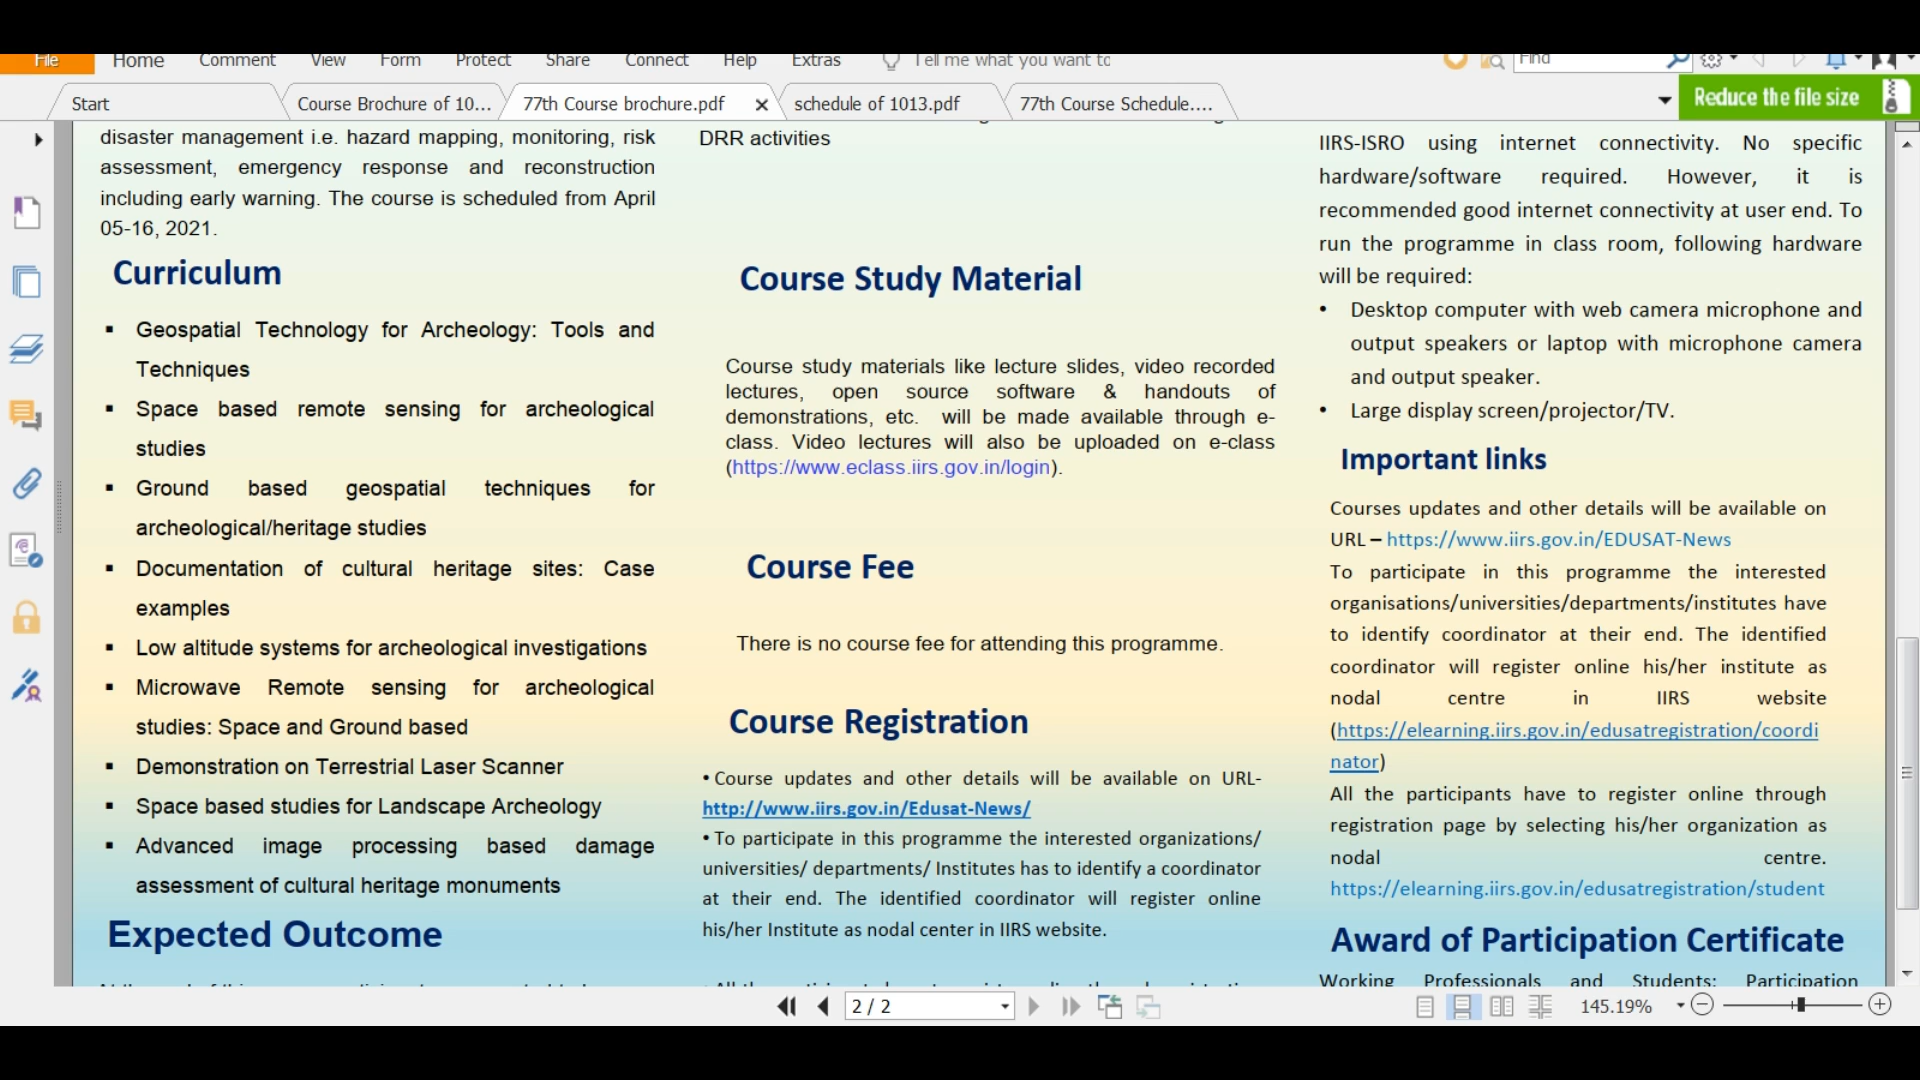 File Home Comment View Form Protect Share Connect Help Extras Tell me what you want to Find
Start Course Brochure of 10... 77th Course brochure.pdf schedule of 1013.pdf 77th Course Schedule.... Reduce the file size
disaster management i.e. hazard mapping, monitoring, risk
assessment, emergency response and reconstruction
including early warning. The course is scheduled from April
05-16, 2021.
Curriculum
▪ Geospatial Technology for Archeology: Tools and
Techniques
▪ Space based remote sensing for archeological
studies
▪ Ground based geospatial techniques for
archeological/heritage studies
▪ Documentation of cultural heritage sites: Case
examples
▪ Low altitude systems for archeological investigations
▪ Microwave Remote sensing for archeological
studies: Space and Ground based
▪ Demonstration on Terrestrial Laser Scanner
▪ Space based studies for Landscape Archeology
▪ Advanced image processing based damage
assessment of cultural heritage monuments
Expected Outcome
DRR activities
Course Study Material
Course study materials like lecture slides, video recorded
lectures, open source software & handouts of
demonstrations, etc. will be made available through e-
class. Video lectures will also be uploaded on e-class
(https://www.eclass.iirs.gov.in/login).
Course Fee
There is no course fee for attending this programme.
Course Registration
• Course updates and other details will be available on URL-
http://www.iirs.gov.in/Edusat-News/
• To participate in this programme the interested organizations/
universities/ departments/ Institutes has to identify a coordinator
at their end. The identified coordinator will register online
his/her Institute as nodal center in IIRS website.
IIRS-ISRO using internet connectivity. No specific
hardware/software required. However, it is
recommended good internet connectivity at user end. To
run the programme in class room, following hardware
will be required:
• Desktop computer with web camera microphone and
output speakers or laptop with microphone camera
and output speaker.
• Large display screen/projector/TV.
Important links
Courses updates and other details will be available on
URL – https://www.iirs.gov.in/EDUSAT-News
To participate in this programme the interested
organisations/universities/departments/institutes have
to identify coordinator at their end. The identified
coordinator will register online his/her institute as
nodal centre in IIRS website
(https://elearning.iirs.gov.in/edusatregistration/coordi
nator)
All the participants have to register online through
registration page by selecting his/her organization as
nodal centre.
https://elearning.iirs.gov.in/edusatregistration/student
Award of Participation Certificate
Working Professionals and Students: Participation
2 / 2 145.19%